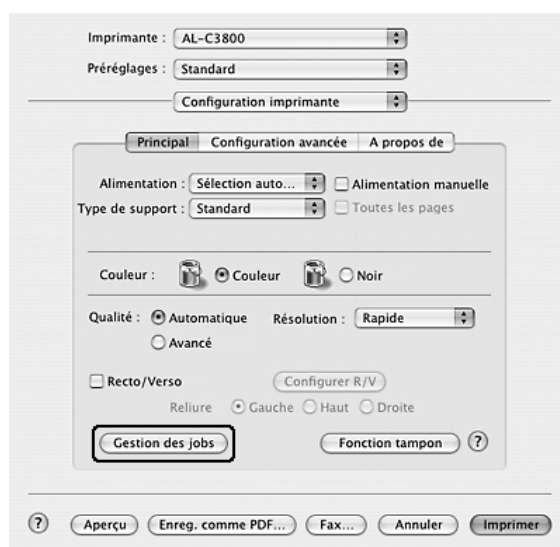 Imprimante : AL-C3800
Préréglages : Standard
Configuration imprimante
Principal Configuration avancée A propos de
Alimentation : Sélection auto... Alimentation manuelle
Type de support : Standard Toutes les pages
Couleur : Couleur Noir
Qualité : Automatique Résolution : Rapide
Avancé
Recto/Verso Configurer R/V
Reliure Gauche Haut Droite
Gestion des jobs Fonction tampon ?
? Aperçu Enreg. comme PDF... Fax... Annuler Imprimer